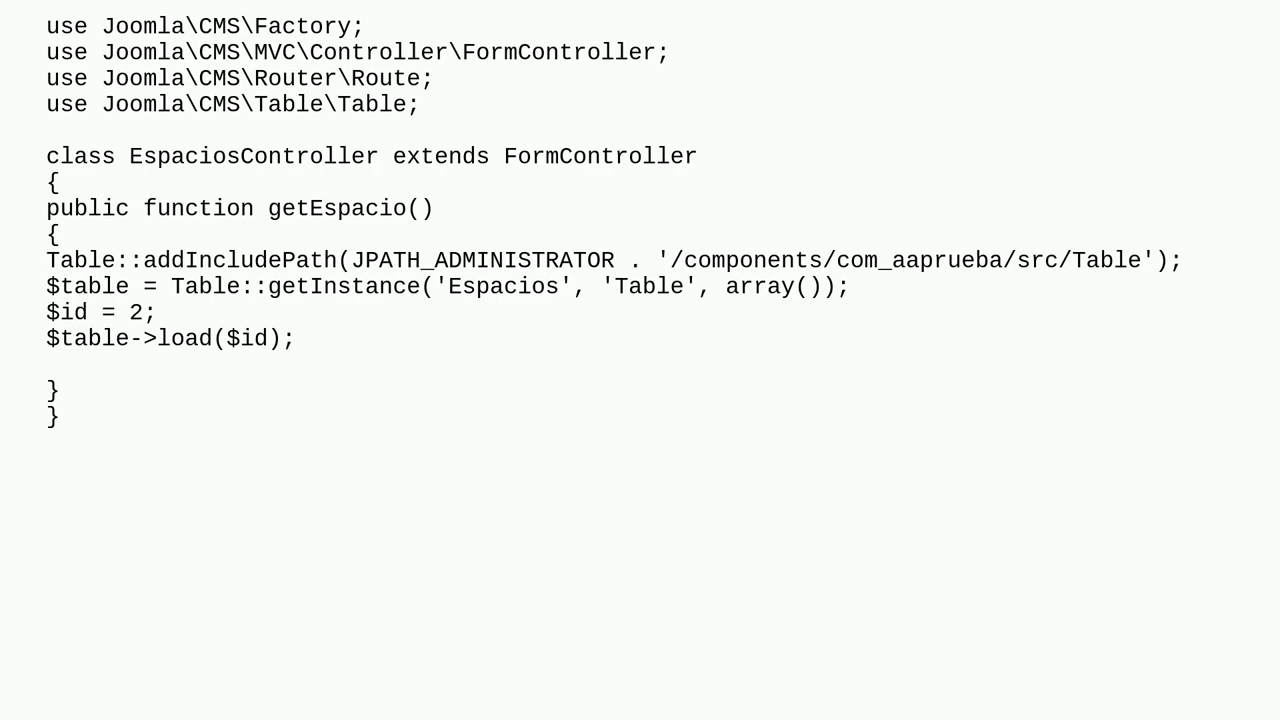 use Joomla\CMS\Factory;
use Joomla\CMS\MVC\Controller\FormController;
use Joomla\CMS\Router\Route;
use Joomla\CMS\Table\Table;

class EspaciosController extends FormController
{
public function getEspacio()
{
Table::addIncludePath(JPATH_ADMINISTRATOR . '/components/com_aaprueba/src/Table');
$table = Table::getInstance('Espacios', 'Table', array());
$id = 2;
$table->load($id);

}
}